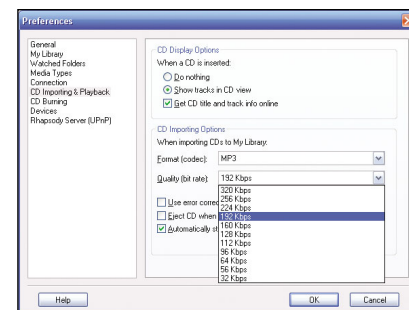 Preferences
General
My Library
Watched Folders
Media Types
Connection
CD Importing & Playback
CD Burning
Devices
Rhapsody Server (UPnP)
CD Display Options
When a CD is inserted:
Do nothing
Show tracks in CD view
Get CD title and track info online
CD Importing Options
When importing CDs to My Library:
Format (codec): MP3
Quality (bit rate): 192 Kbps
320 Kbps
256 Kbps
224 Kbps
192 Kbps
160 Kbps
128 Kbps
112 Kbps
96 Kbps
64 Kbps
56 Kbps
32 Kbps
Use error correc
Eject CD when
Automatically st
Help
OK
Cancel